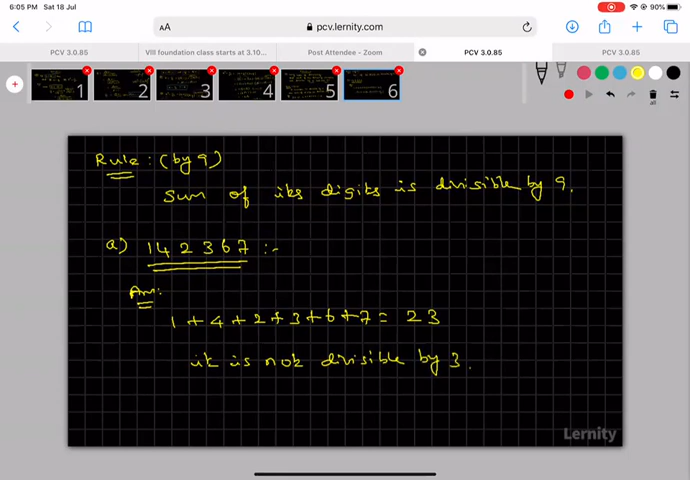 6:05 PM Sat 18 Jul
90%
AA
pcv.lernity.com
PCV 3.0.85
VIII foundation class starts at 3.10...
Post Attendee - Zoom
PCV 3.0.85
PCV 3.0.85
1
2
3
4
5
6
all
Rule : (by 9)
Sum of its digits is divisible by 9.
a) 142367 :-
Ans:
1 + 4 + 2 + 3 + 6 + 7 = 23
it is not divisible by 3.
Lernity